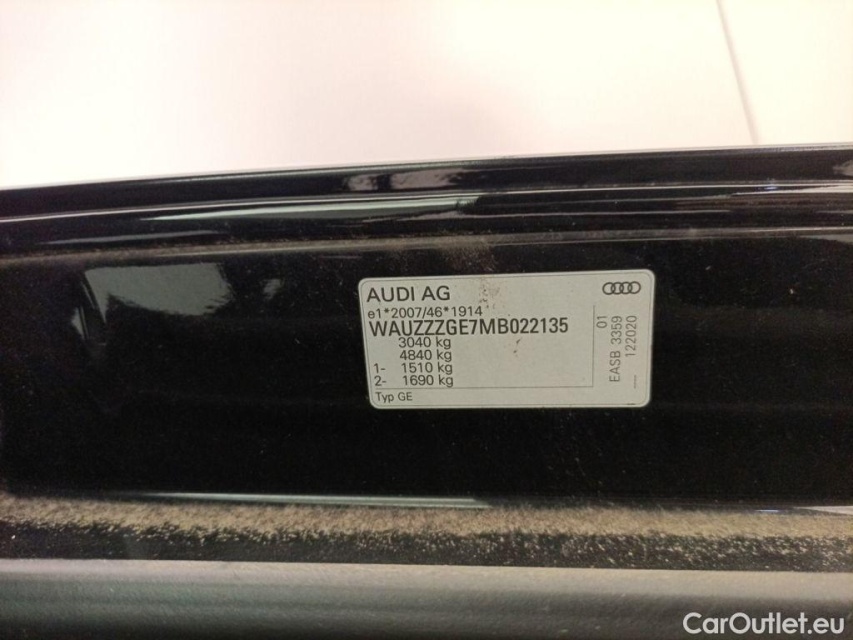 AUDI AG
e1*2007/46*1914
WAUZZZGE7MB022135
3040 kg
4840 kg
1- 1510 kg
2- 1690 kg
Typ GE
01
EASB 3359
__ 122020
CarOutlet.eu